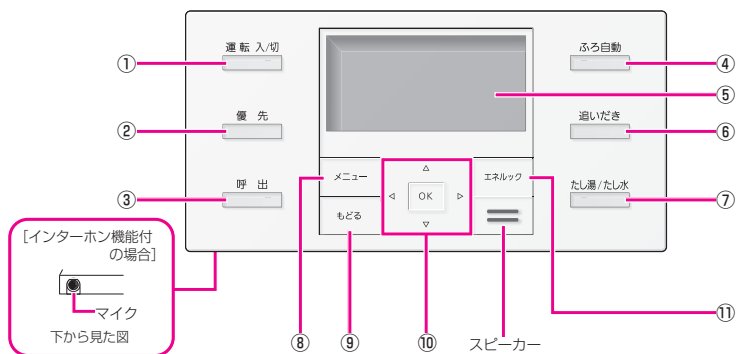 運転 入/切
①
優 先
②
呼 出
③
[インターホン機能付
の場合]
マイク
下から見た図
メニュー
もどる
OK
エネルック
ふろ自動
④
⑤
追いだき
⑥
たし湯/たし水
⑦
⑧
⑨
⑩
スピーカー
⑪